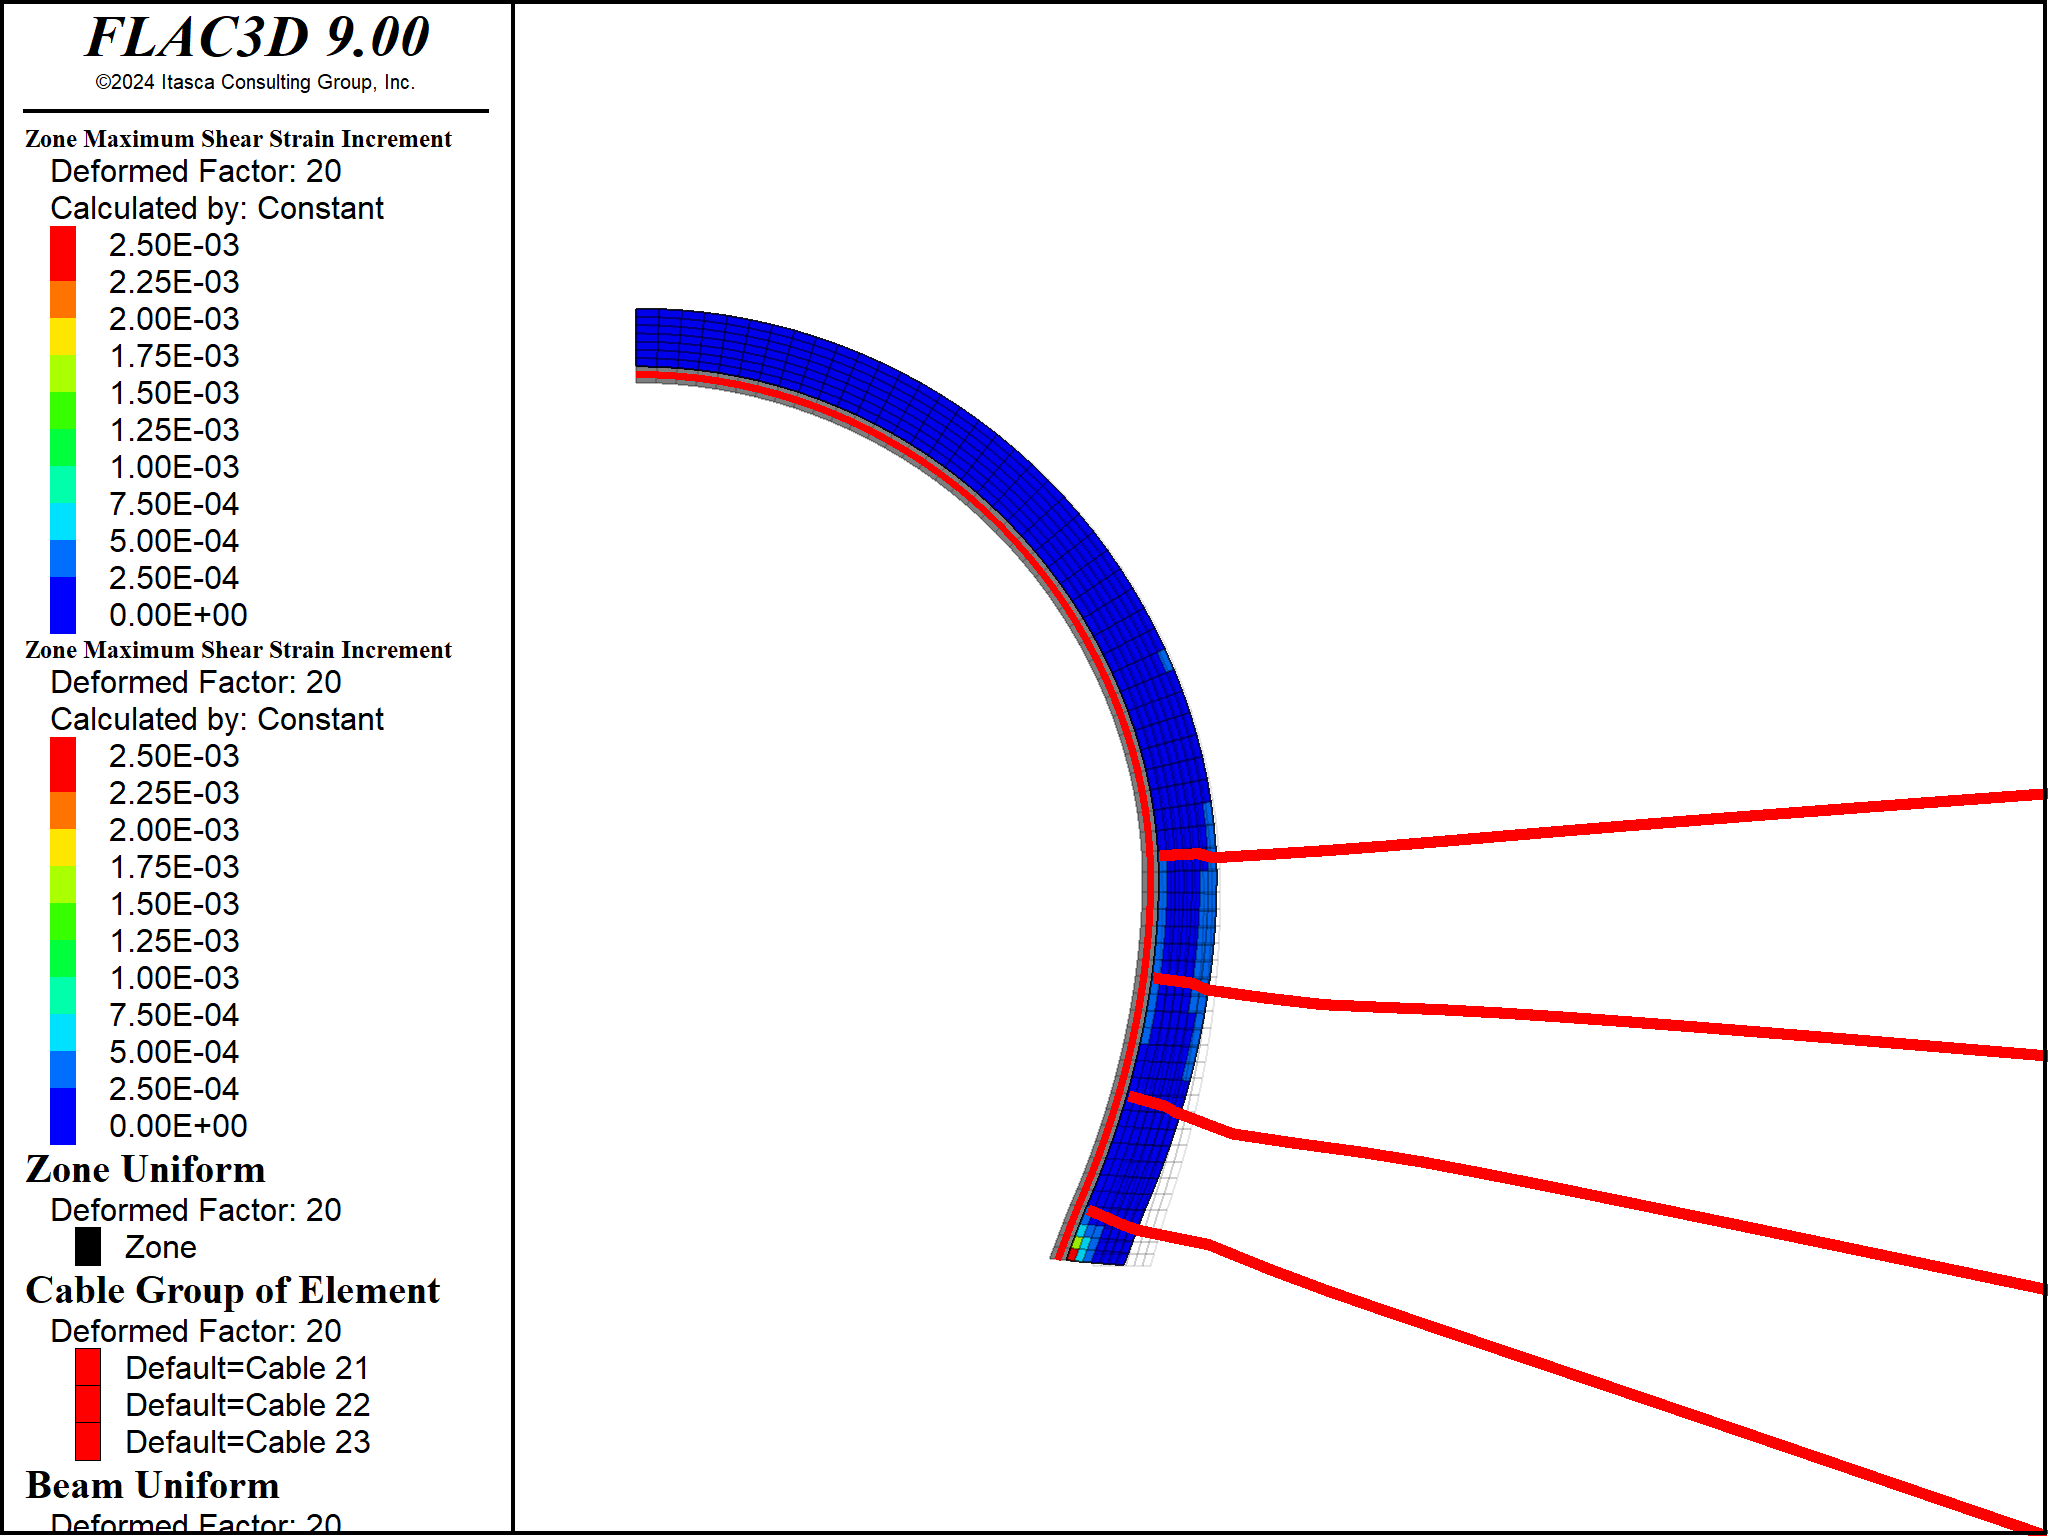 FLAC3D 9.00
©2024 Itasca Consulting Group, Inc.
Zone Maximum Shear Strain Increment
Deformed Factor: 20
Calculated by: Constant
2.50E-03
2.25E-03
2.00E-03
1.75E-03
1.50E-03
1.25E-03
1.00E-03
7.50E-04
5.00E-04
2.50E-04
0.00E+00
Zone Maximum Shear Strain Increment
Deformed Factor: 20
Calculated by: Constant
2.50E-03
2.25E-03
2.00E-03
1.75E-03
1.50E-03
1.25E-03
1.00E-03
7.50E-04
5.00E-04
2.50E-04
0.00E+00
Zone Uniform
Deformed Factor: 20
Zone
Cable Group of Element
Deformed Factor: 20
Default=Cable 21
Default=Cable 22
Default=Cable 23
Beam Uniform
Deformed Factor: 20